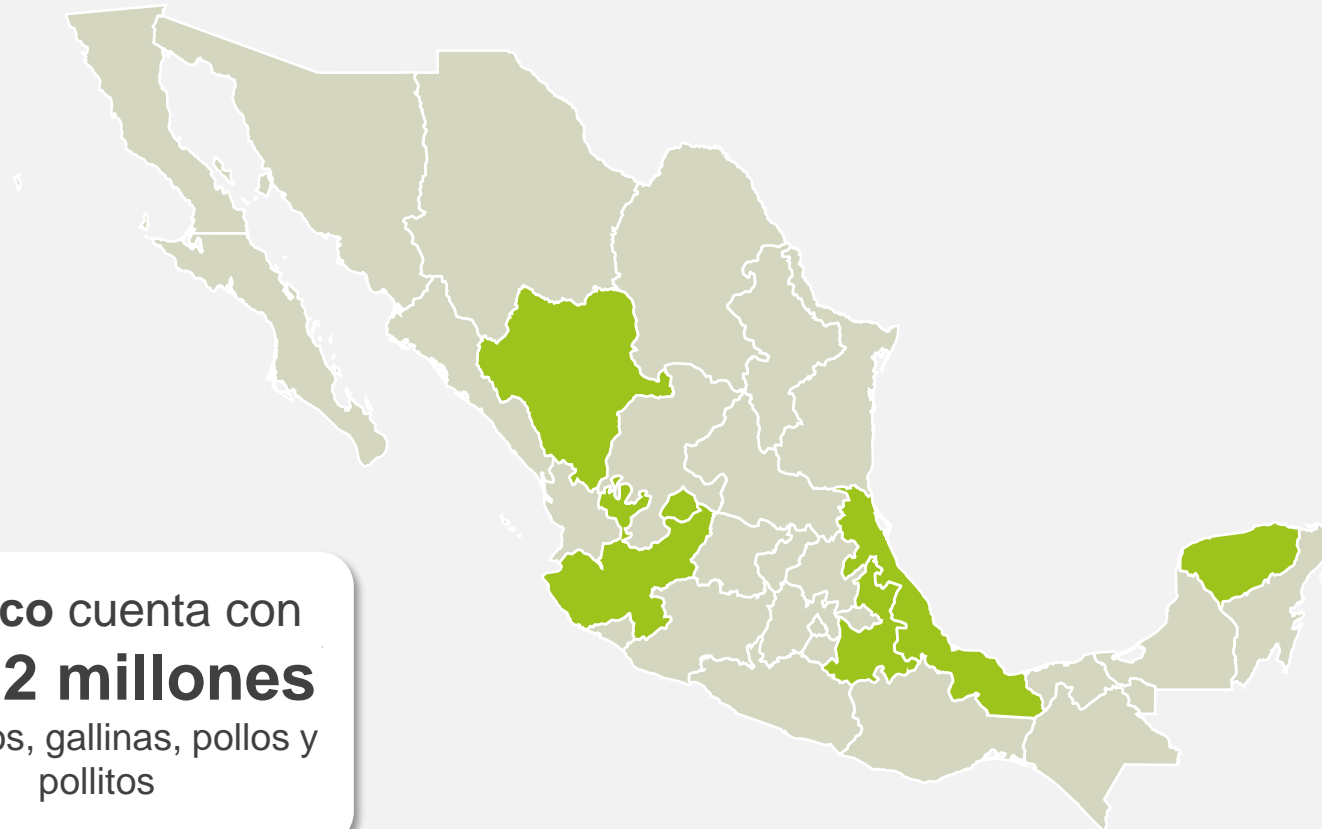 co cuenta con
2 millones
os, gallinas, pollos y
pollitos